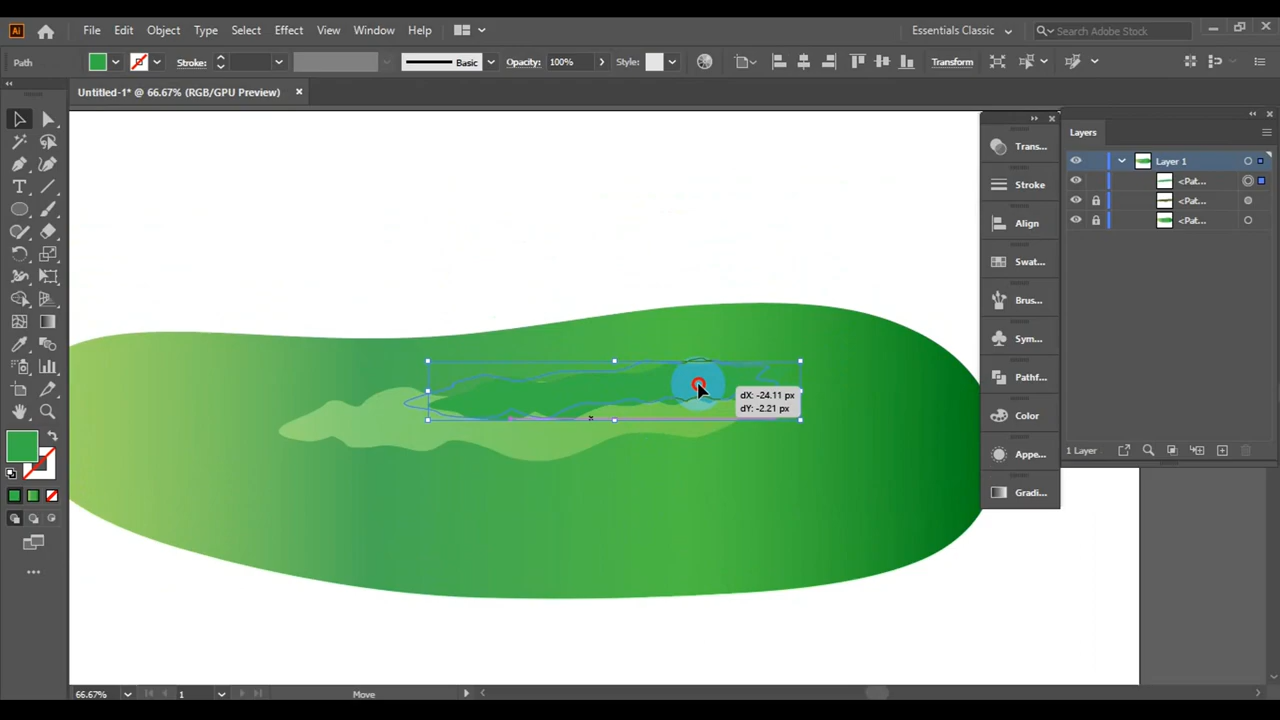 Ai File Edit Object Type Select Effect View Window Help Essentials Classic Search Adobe Stock
Path Stroke: Basic Opacity: 100% Style: Transform
Untitled-1* @ 66.67% (RGB/GPU Preview)
Layers
Trans...
Layer 1
Stroke
<Pat...
<Pat...
Align
<Pat...
Swat...
Brus...
Sym...
Pathf...
dX: -24.11 px
dY: -2.21 px
Color
1 Layer
Appe...
Gradi...
66.67% 1 Move